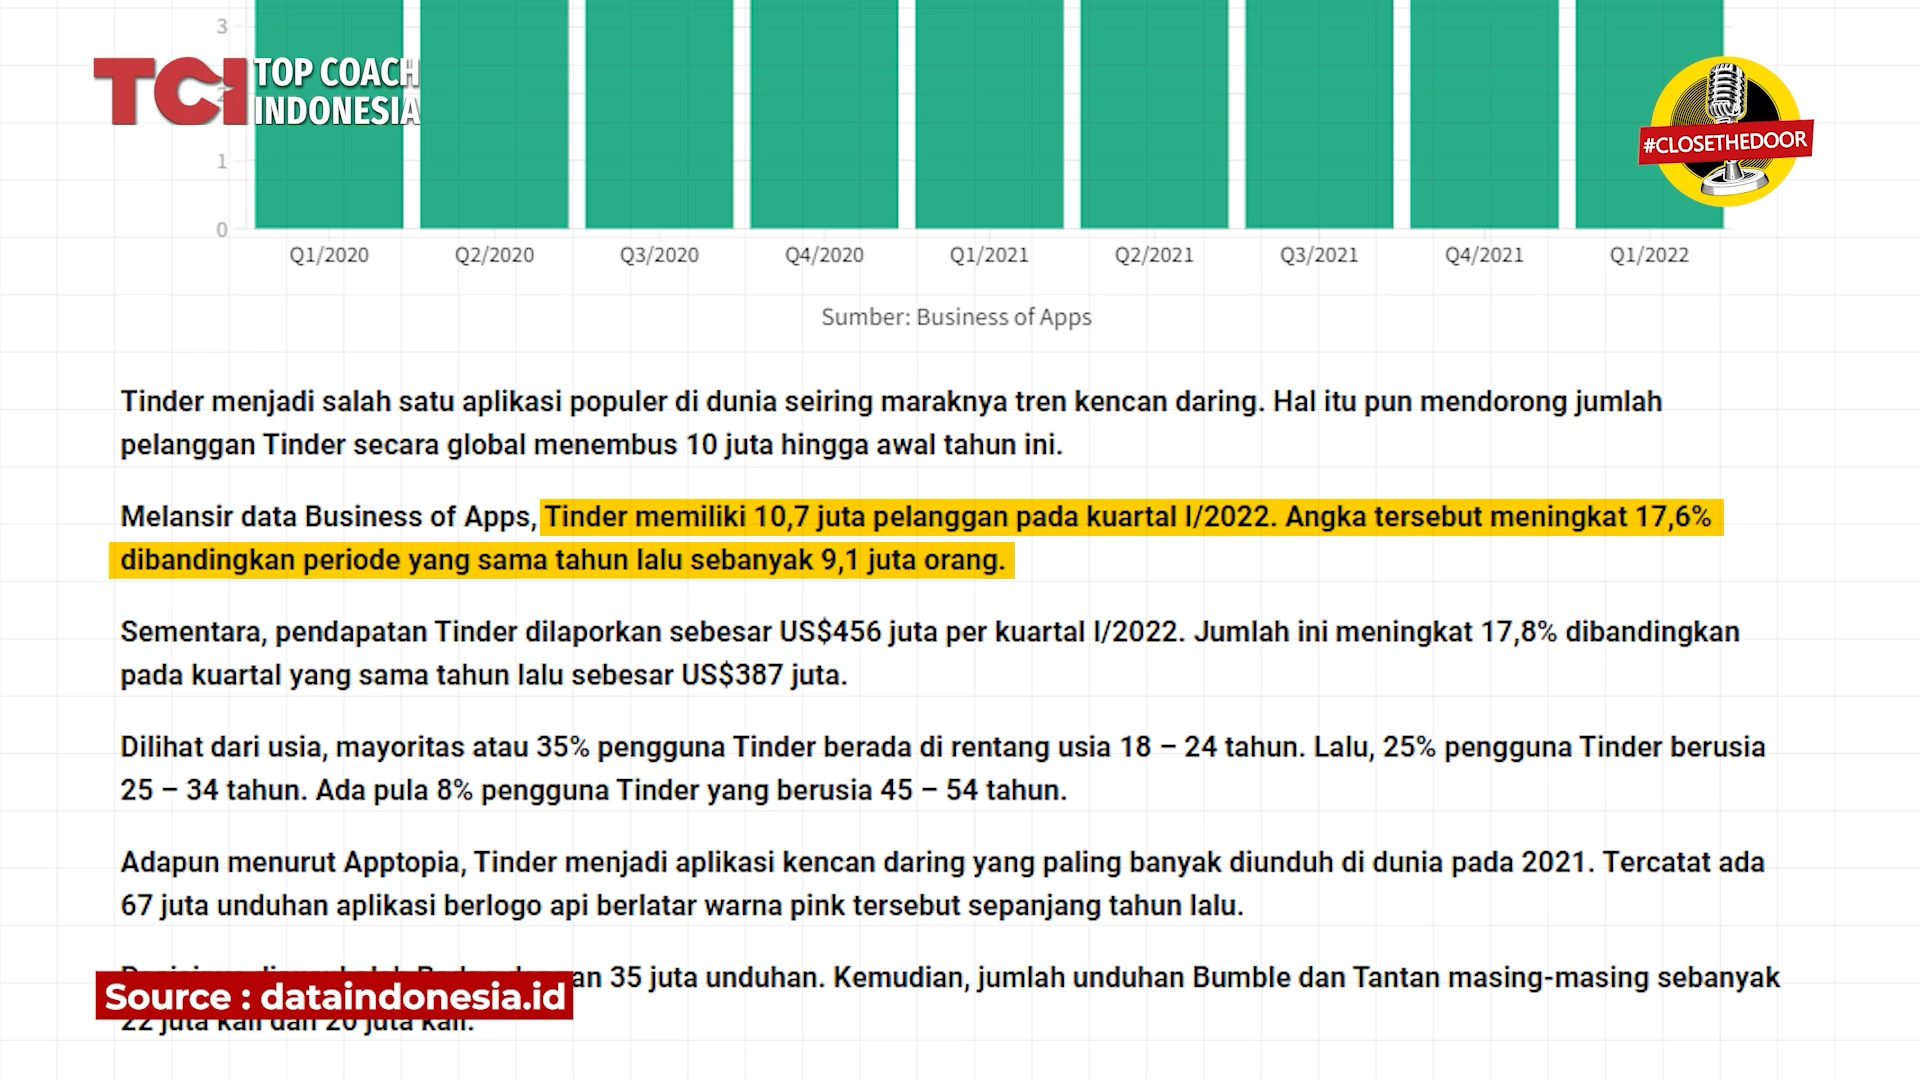 3
TCI TOP COACH
INDONESIA
#CLOSETHEDOOR
1
0
Q1/2020 Q2/2020 Q3/2020 Q4/2020 Q1/2021 Q2/2021 Q3/2021 Q4/2021 Q1/2022
Sumber: Business of Apps
Tinder menjadi salah satu aplikasi populer di dunia seiring maraknya tren kencan daring. Hal itu pun mendorong jumlah
pelanggan Tinder secara global menembus 10 juta hingga awal tahun ini.
Melansir data Business of Apps, Tinder memiliki 10,7 juta pelanggan pada kuartal I/2022. Angka tersebut meningkat 17,6%
dibandingkan periode yang sama tahun lalu sebanyak 9,1 juta orang.
Sementara, pendapatan Tinder dilaporkan sebesar US$456 juta per kuartal I/2022. Jumlah ini meningkat 17,8% dibandingkan
pada kuartal yang sama tahun lalu sebesar US$387 juta.
Dilihat dari usia, mayoritas atau 35% pengguna Tinder berada di rentang usia 18 – 24 tahun. Lalu, 25% pengguna Tinder berusia
25 – 34 tahun. Ada pula 8% pengguna Tinder yang berusia 45 – 54 tahun.
Adapun menurut Apptopia, Tinder menjadi aplikasi kencan daring yang paling banyak diunduh di dunia pada 2021. Tercatat ada
67 juta unduhan aplikasi berlogo api berlatar warna pink tersebut sepanjang tahun lalu.
35 juta unduhan. Kemudian, jumlah unduhan Bumble dan Tantan masing-masing sebanyak
Source : dataindonesia.id
22 juta kali dan 20 juta kali.